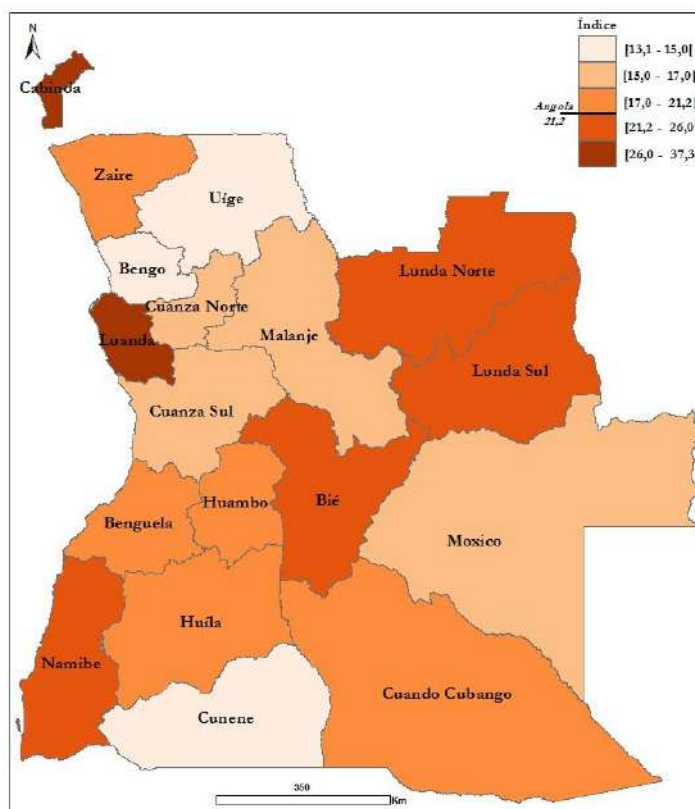 Índice
N
[13,1 - 15,0[
[15,0 - 17,0[
[17,0 - 21,2[
Angola
21,2
[21,2 - 26,0[
[26,0 - 37,3[
Cabinda
Zaire
Uíge
Bengo
Lunda Norte
Cuanza Norte
Luanda
Malanje
Lunda Sul
Cuanza Sul
Huambo
Bié
Benguela
Moxico
Huíla
Namibe
Cuando Cubango
Cunene
350
Km